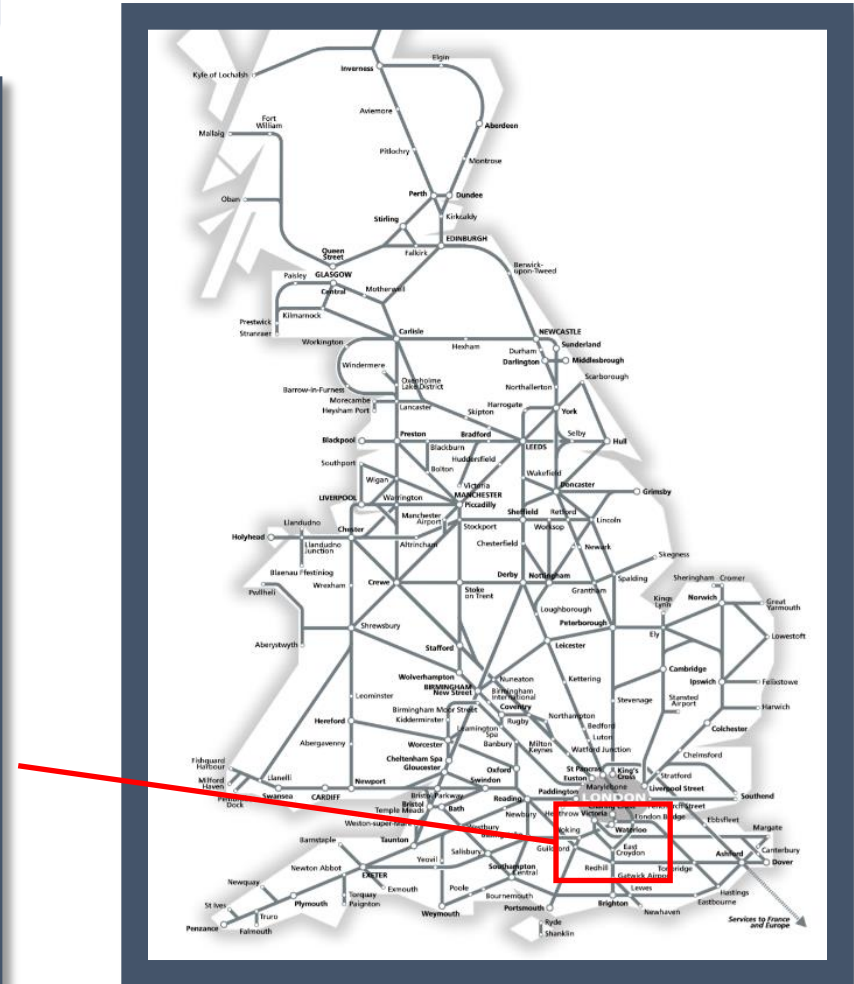 Elgin
Inverness
Kyle of Lochalsh
Aviemore
Fort
William
Mallaig
Aberdeen
Pitlochry
Montrose
Perth
Dundee
Oban
Kirkcaldy
Stirling
EDINBURGH
Queen
Street
Falkirk
GLASGOW
Central
Paisley
Motherwell
Berwick-
upon-Tweed
Kilmarnock
Prestwick
Stranraer
Carlisle
NEWCASTLE
Workington
Hexham
Sunderland
Durham
Darlington
Middlesbrough
Windermere
Oxenholme
Lake District
Scarborough
Barrow-in-Furness
Northallerton
Morecambe
Heysham Port
Lancaster
Harrogate
Skipton
York
Blackpool
Preston
Bradford
Selby
Blackburn
LEEDS
Hull
Southport
Huddersfield
Bolton
Wigan
Victoria
Wakefield
MANCHESTER
Piccadilly
Doncaster
Grimsby
LIVERPOOL
Warrington
Manchester
Airport
Sheffield
Retford
Lincoln
Llandudno
Stockport
Worksop
Chester
Holyhead
Llandudno
Junction
Altrincham
Chesterfield
Newark
Skegness
Blaenau Ffestiniog
Derby
Nottingham
Spalding
Sheringham
Cromer
Pwllheli
Wrexham
Crewe
Stoke
on Trent
Grantham
Kings
Lynn
Norwich
Great
Yarmouth
Loughborough
Shrewsbury
Peterborough
Ely
Lowestoft
Aberystwyth
Stafford
Leicester
Cambridge
Wolverhampton
Nuneaton
Kettering
Ipswich
Felixstowe
BIRMINGHAM
New Street
Birmingham
International
Leominster
Stevenage
Stansted
Airport
Harwich
Birmingham Moor Street
Coventry
Kidderminster
Rugby
Northampton
Hereford
Leamington
Spa
Bedford
Colchester
Worcester
Banbury
Milton
Keynes
Luton
Abergavenny
Watford Junction
Chelmsford
Cheltenham Spa
Gloucester
Oxford
St Pancras
King's
Cross
Euston
Stratford
Fishguard
Harbour
Llanelli
Swindon
Marylebone
Liverpool Street
Milford
Haven
Swansea
CARDIFF
Newport
Bristol Parkway
Paddington
LONDON
Southend
Dock
Bristol
Temple Meads
Bath
Reading
Street
Newbury
Heathrow
Victoria
London Bridge
Ebbsfleet
Weston-super-Mare
Waterloo
Margate
Barnstaple
Taunton
Woking
East
Croydon
Canterbury
Salisbury
Guildford
Yeovil
Ashford
Dover
Newton Abbot
EXETER
Southampton
Central
Redhill
Tonbridge
Gatwick Airport
Newquay
Exmouth
Poole
Lewes
Hastings
Torquay
Paignton
Bournemouth
Eastbourne
Plymouth
St Ives
Truro
Weymouth
Portsmouth
Brighton
Newhaven
Penzance
Falmouth
Ryde
Shanklin
Services to France
and Europe